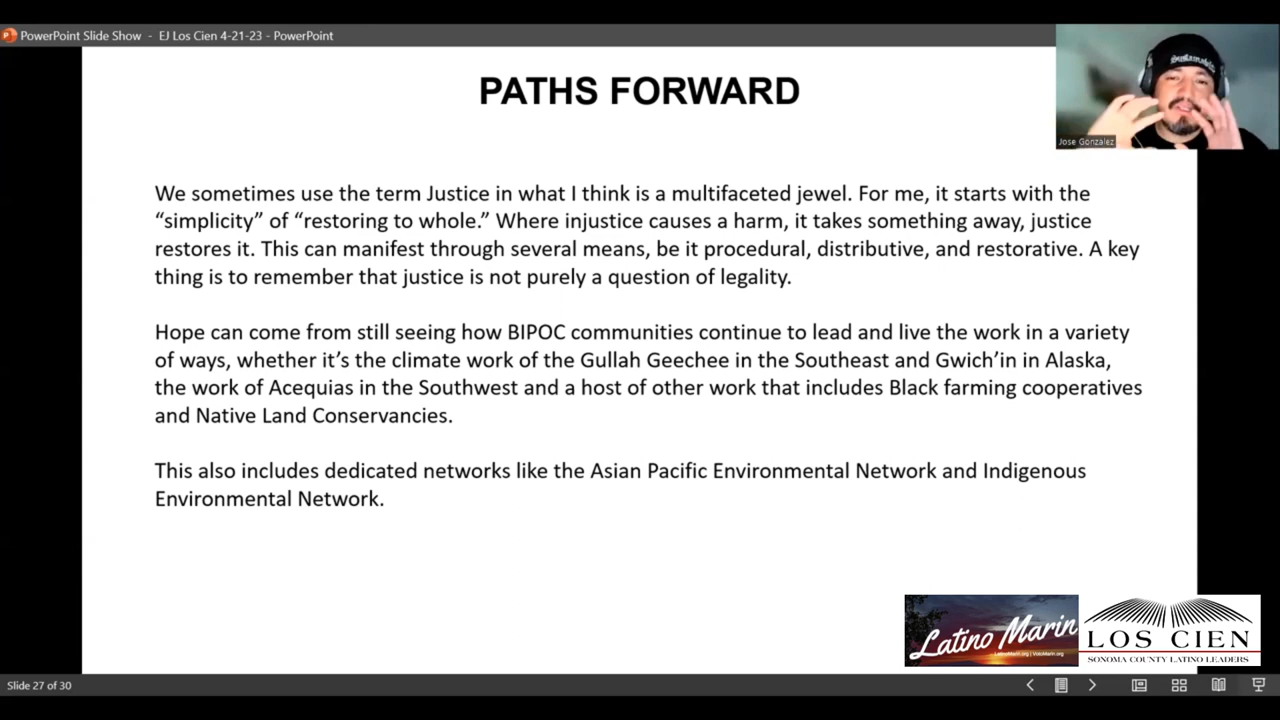 PowerPoint Slide Show - EJ Los Cien 4-21-23 - PowerPoint
Sustainable
Jose Gonzalez
PATHS FORWARD
We sometimes use the term Justice in what I think is a multifaceted jewel. For me, it starts with the
“simplicity” of “restoring to whole.” Where injustice causes a harm, it takes something away, justice
restores it. This can manifest through several means, be it procedural, distributive, and restorative. A key
thing is to remember that justice is not purely a question of legality.
Hope can come from still seeing how BIPOC communities continue to lead and live the work in a variety
of ways, whether it’s the climate work of the Gullah Geechee in the Southeast and Gwich’in in Alaska,
the work of Acequias in the Southwest and a host of other work that includes Black farming cooperatives
and Native Land Conservancies.
This also includes dedicated networks like the Asian Pacific Environmental Network and Indigenous
Environmental Network.
Latino Marin
LatinoMarin.org | VotoMarin.org
LOS CIEN
SONOMA COUNTY LATINO LEADERS
Slide 27 of 30